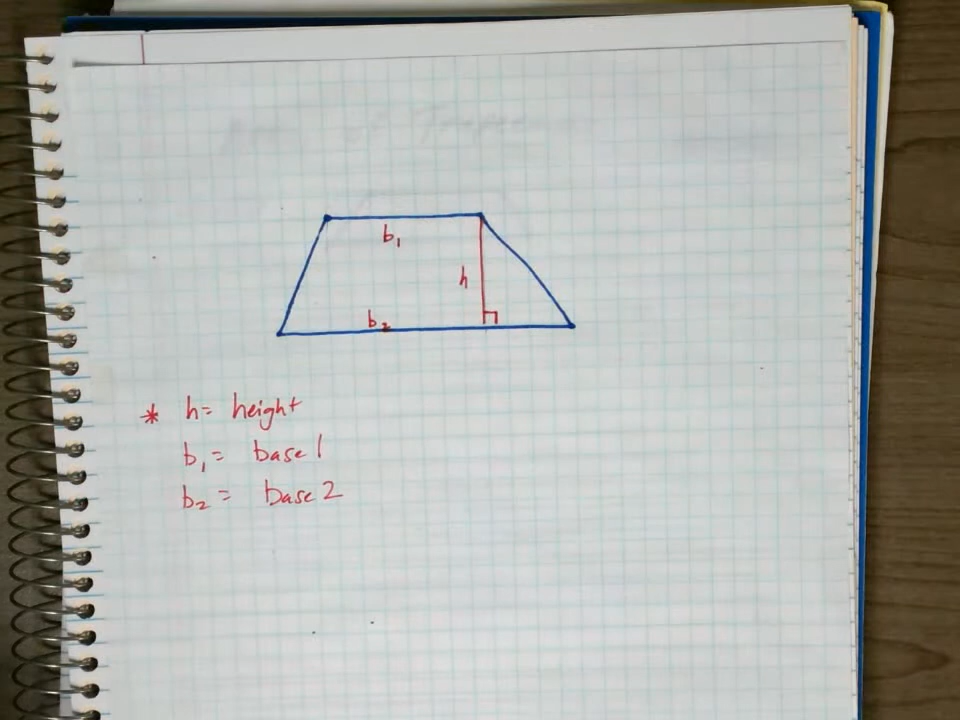 b₁
h
b₂
* h = height
b₁ = base 1
b₂ = base 2